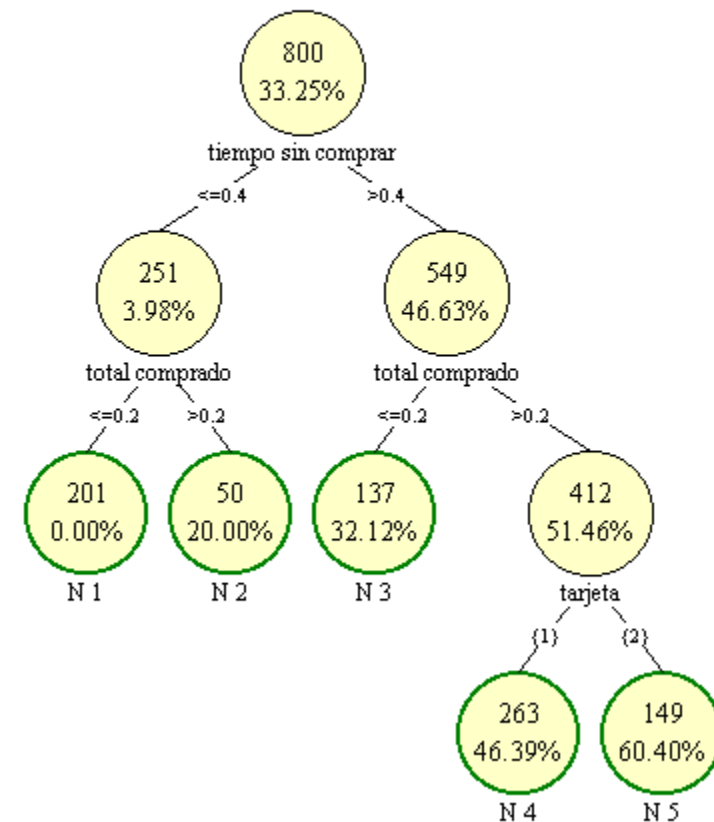 800
33.25%
tiempo sin comprar
<=0.4
>0.4
251
3.98%
549
46.63%
total comprado
total comprado
<=0.2
>0.2
<=0.2
>0.2
201
0.00%
50
20.00%
137
32.12%
412
51.46%
N 1
N 2
N 3
tarjeta
{1}
{2}
263
46.39%
149
60.40%
N 4
N 5